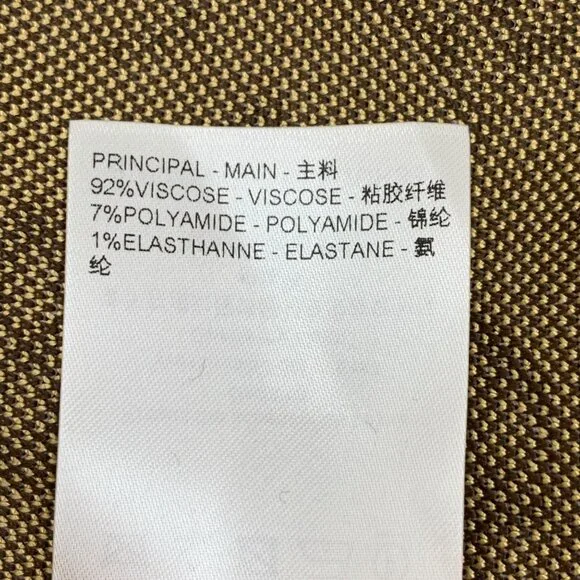 PRINCIPAL - MAIN - 主料
92%VISCOSE - VISCOSE - 粘胶纤维
7%POLYAMIDE - POLYAMIDE - 锦纶
1%ELASTHANNE - ELASTANE - 氨
纶